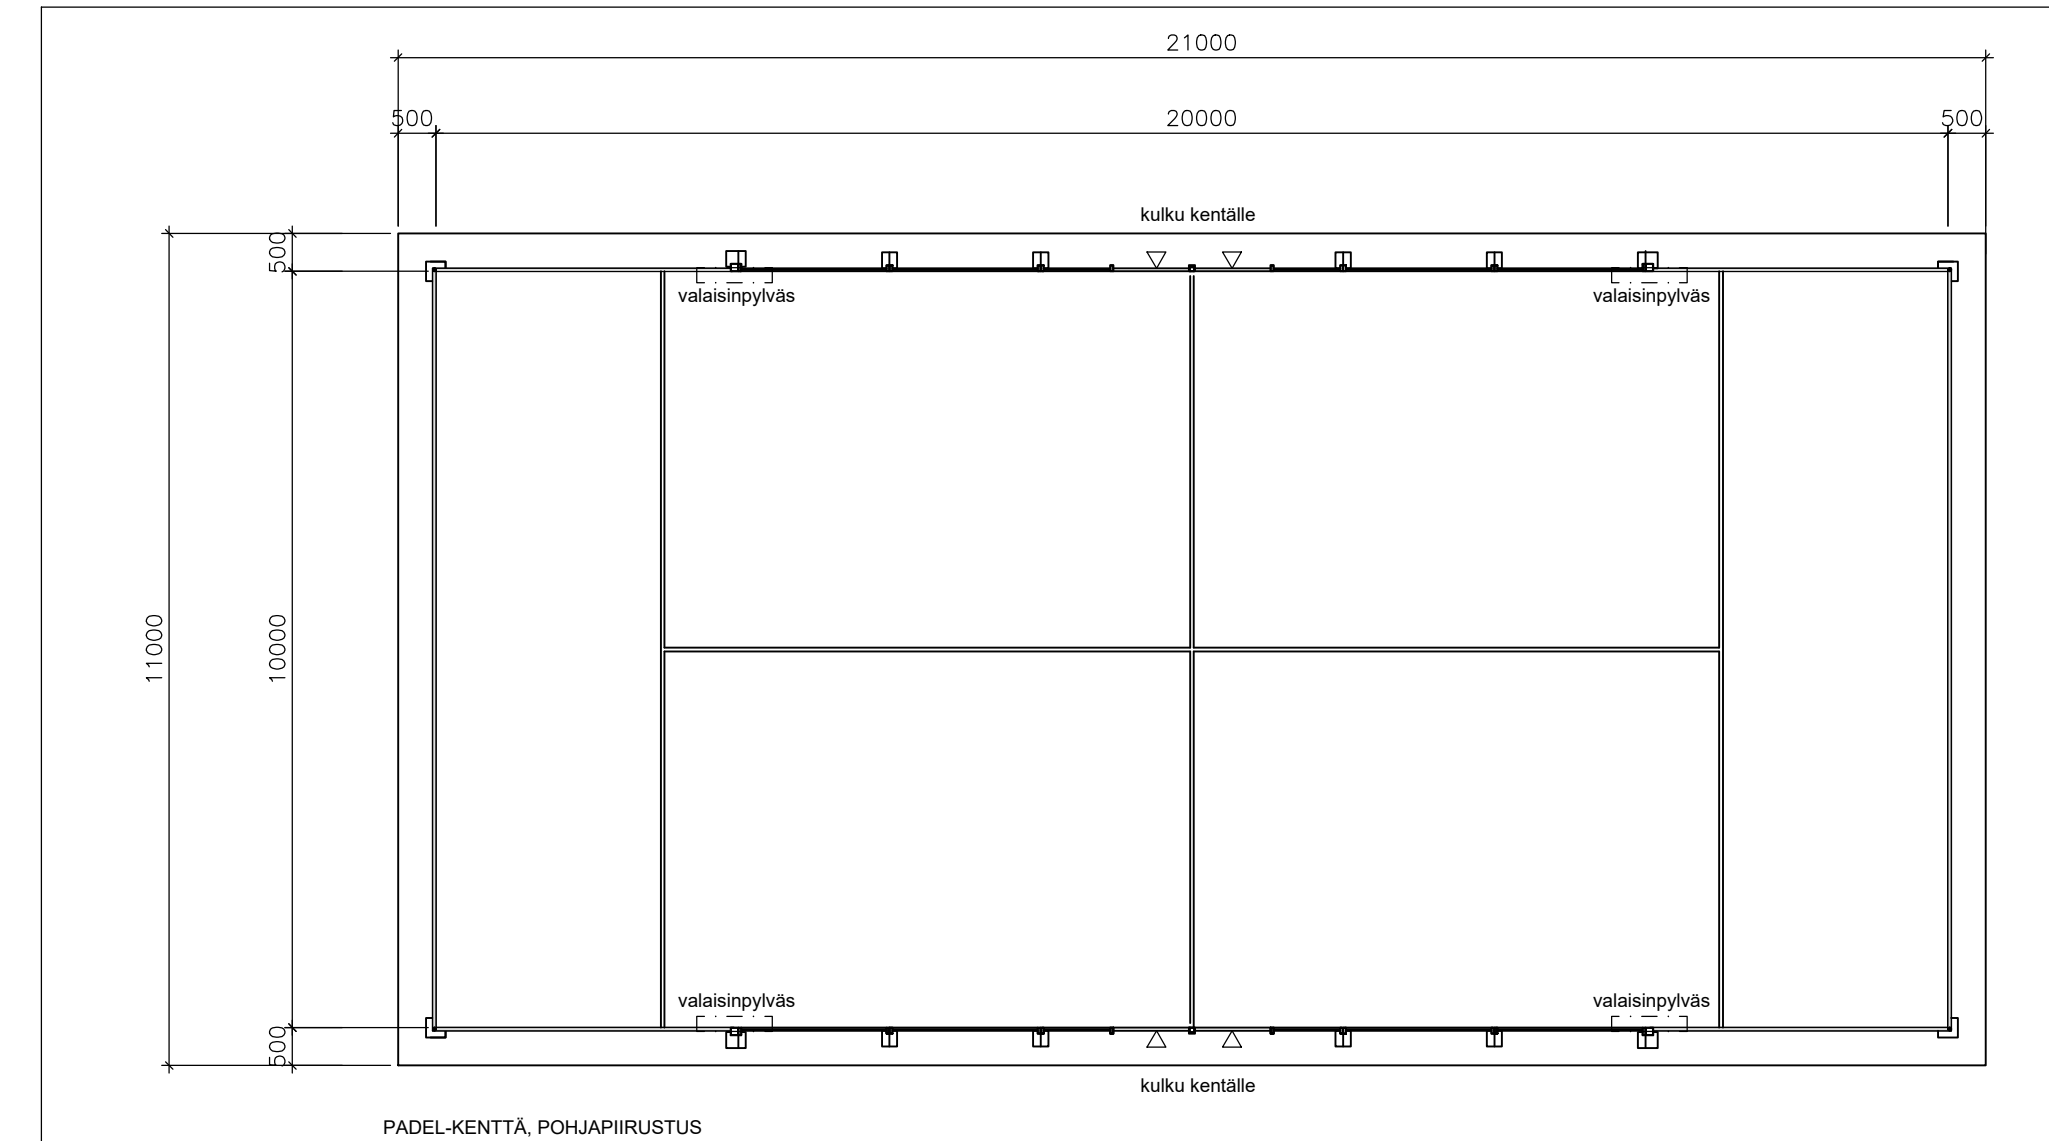 21000
500 20000 500
kulku kentälle
500
valaisinpylväs valaisinpylväs
11000 10000
valaisinpylväs valaisinpylväs
500
kulku kentälle
PADEL-KENTTÄ, POHJAPIIRUSTUS